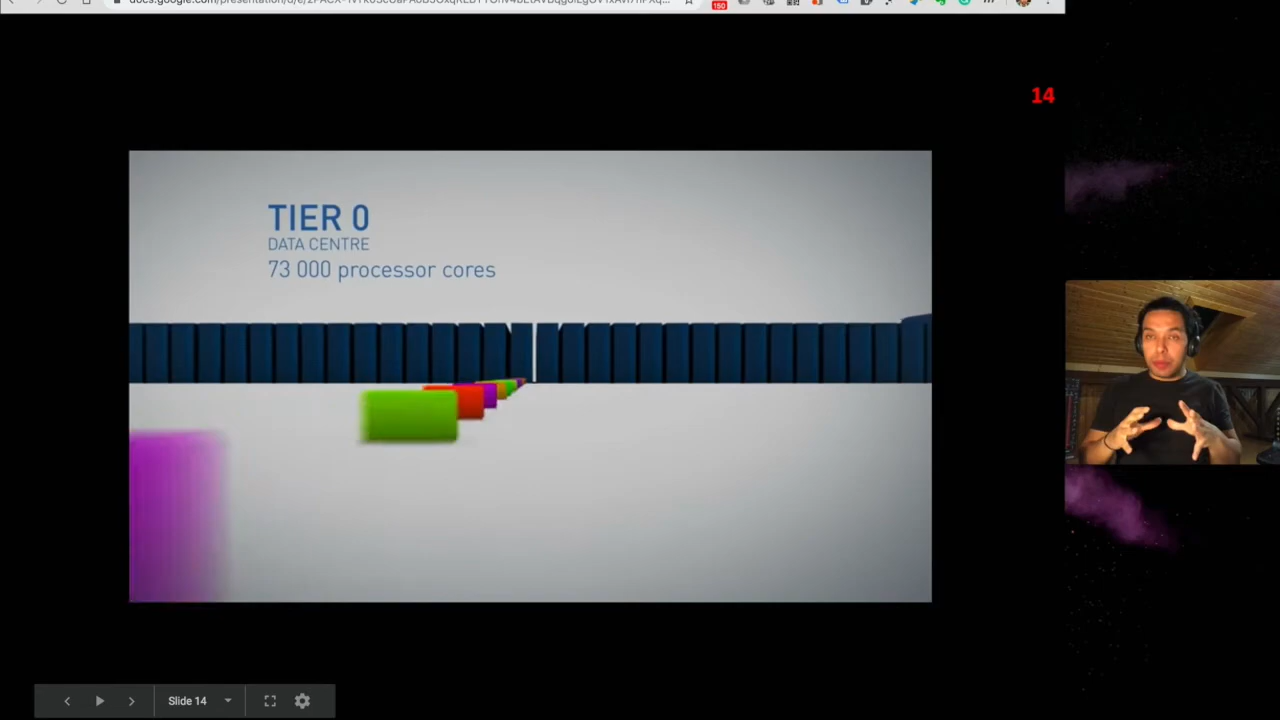 14
TIER 0
DATA CENTRE
73 000 processor cores
Slide 14